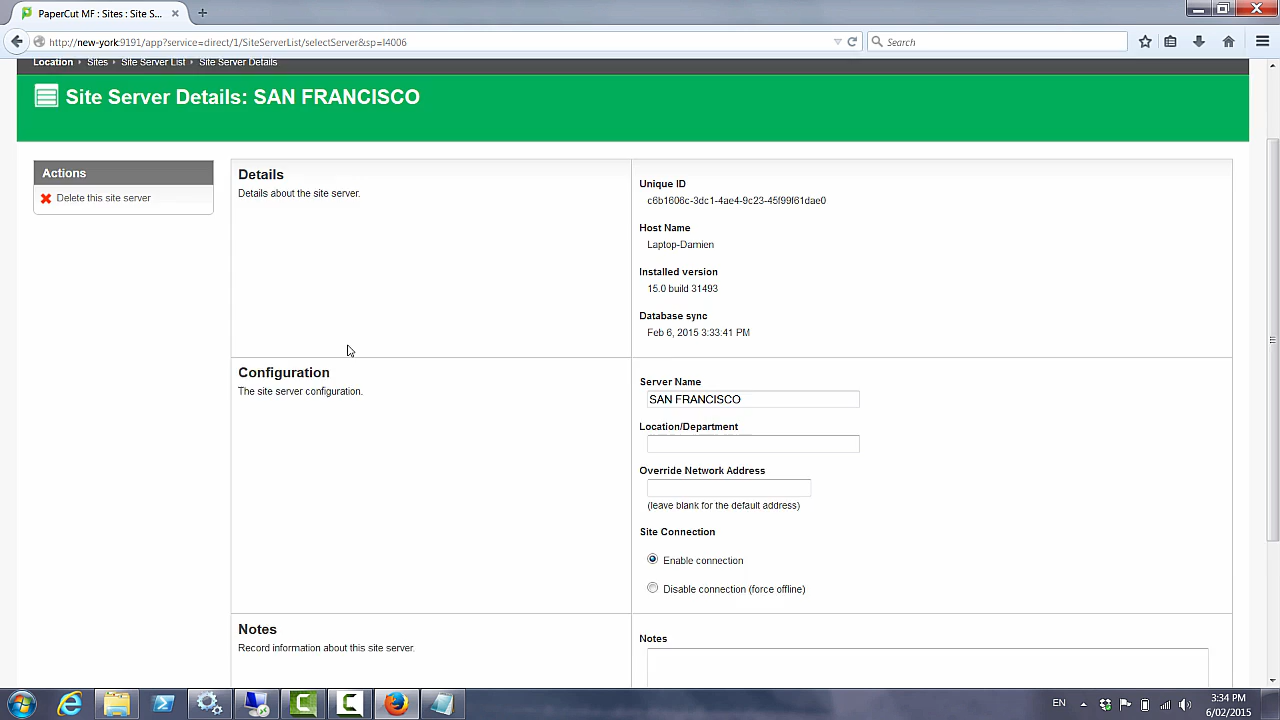 PaperCut MF : Sites : Site S...
http://new-york:9191/app?service=direct/1/SiteServerList/selectServer&sp=l4006
Search
Location Sites Site Server List Site Server Details
Site Server Details: SAN FRANCISCO
Actions
Delete this site server
Details
Details about the site server.
Unique ID
c6b1606c-3dc1-4ae4-9c23-45f99f61dae0
Host Name
Laptop-Damien
Installed version
15.0 build 31493
Database sync
Feb 6, 2015 3:33:41 PM
Configuration
The site server configuration.
Server Name
SAN FRANCISCO
Location/Department
Override Network Address
(leave blank for the default address)
Site Connection
Enable connection
Disable connection (force offline)
Notes
Record information about this site server.
Notes
EN
3:34 PM
6/02/2015